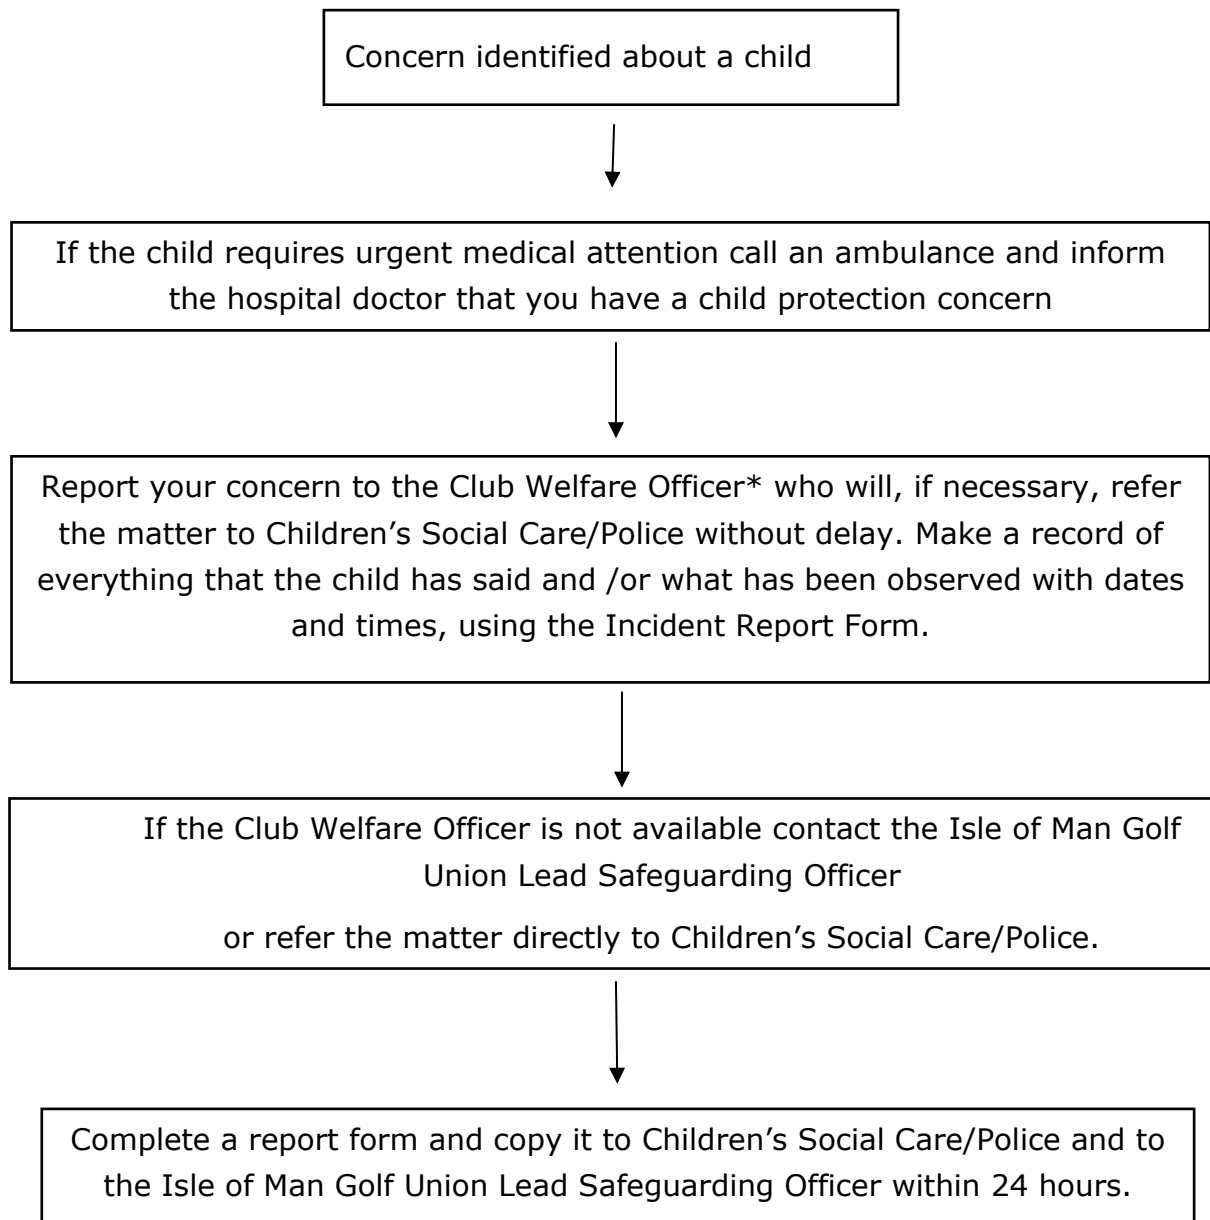 Concern identified about a child
If the child requires urgent medical attention call an ambulance and inform
the hospital doctor that you have a child protection concern
Report your concern to the Club Welfare Officer* who will, if necessary, refer
the matter to Children’s Social Care/Police without delay. Make a record of
everything that the child has said and /or what has been observed with dates
and times, using the Incident Report Form.
If the Club Welfare Officer is not available contact the Isle of Man Golf
Union Lead Safeguarding Officer
or refer the matter directly to Children’s Social Care/Police.
Complete a report form and copy it to Children’s Social Care/Police and to
the Isle of Man Golf Union Lead Safeguarding Officer within 24 hours.